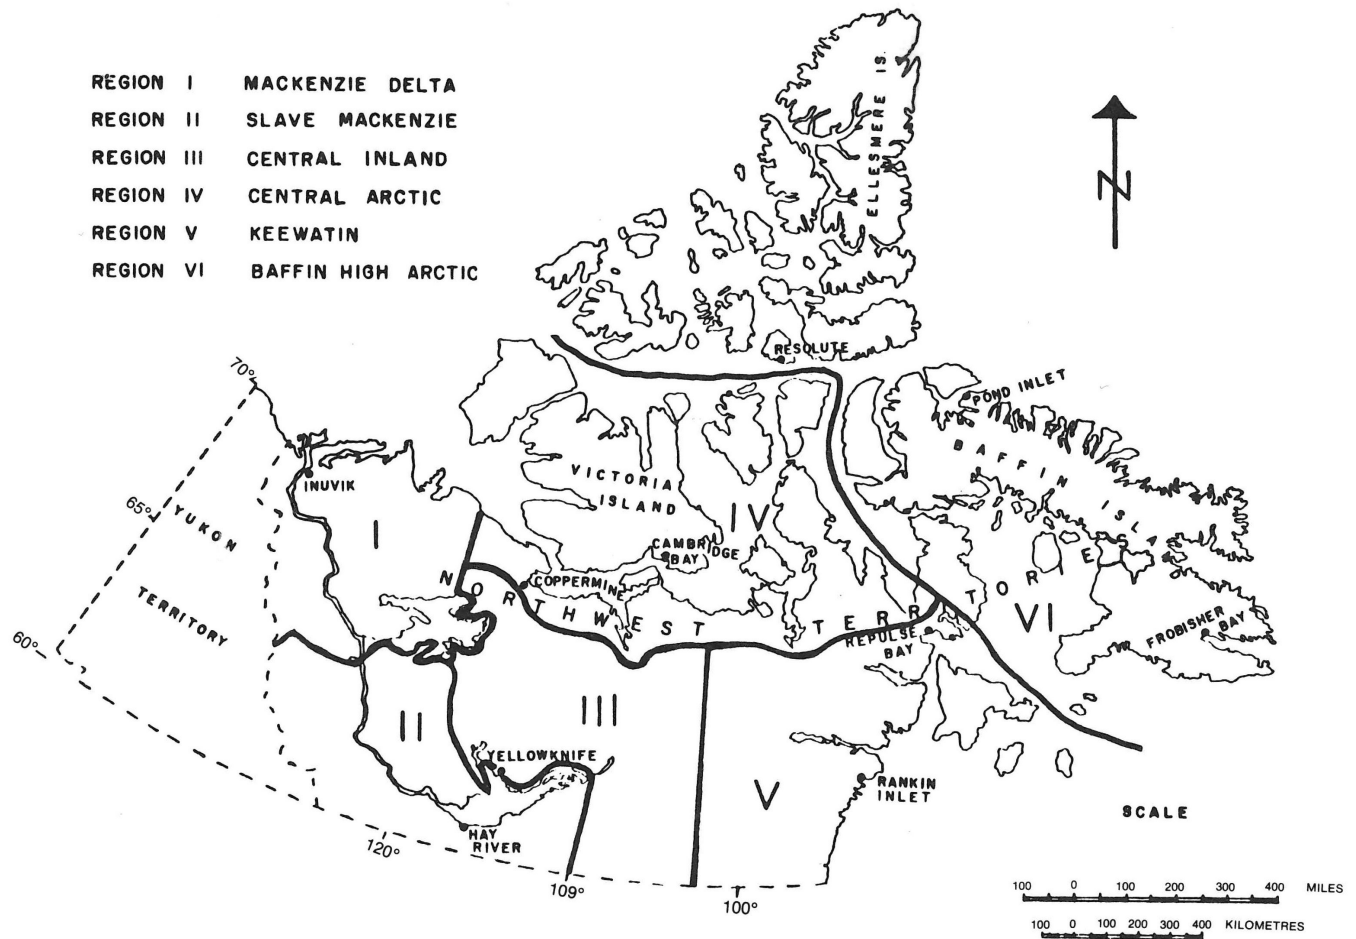 REGION I MACKENZIE DELTA
REGION II SLAVE MACKENZIE
REGION III CENTRAL INLAND
REGION IV CENTRAL ARCTIC
REGION V KEEWATIN
REGION VI BAFFIN HIGH ARCTIC
ELLESMERE IS.
N
RESOLUTE
70°
POND INLET
BAFFIN ISLA
VICTORIA
ISLAND
INUVIK
65°
YUKON
TERRITORY
I
IV
CAMBRIDGE
BAY
COPPERMINE
NORTHWEST TERRITORIES
VI
60°
REPULSE
BAY
FROBISHER
BAY
II
III
YELLOWKNIFE
V
RANKIN
INLET
HAY
RIVER
120°
109°
100°
SCALE
100 0 100 200 300 400 MILES
100 0 100 200 300 400 KILOMETRES